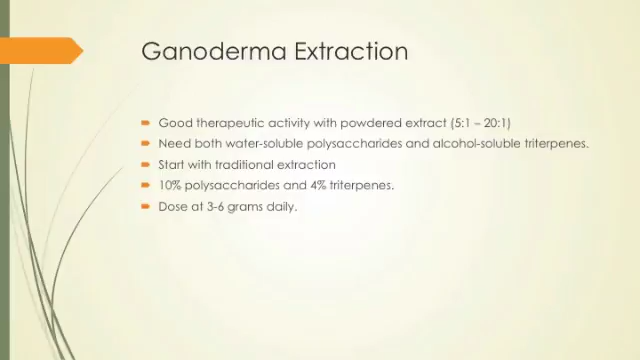 Ganoderma Extraction
Good therapeutic activity with powdered extract (5:1 – 20:1)
Need both water-soluble polysaccharides and alcohol-soluble triterpenes.
Start with traditional extraction
10% polysaccharides and 4% triterpenes.
Dose at 3-6 grams daily.